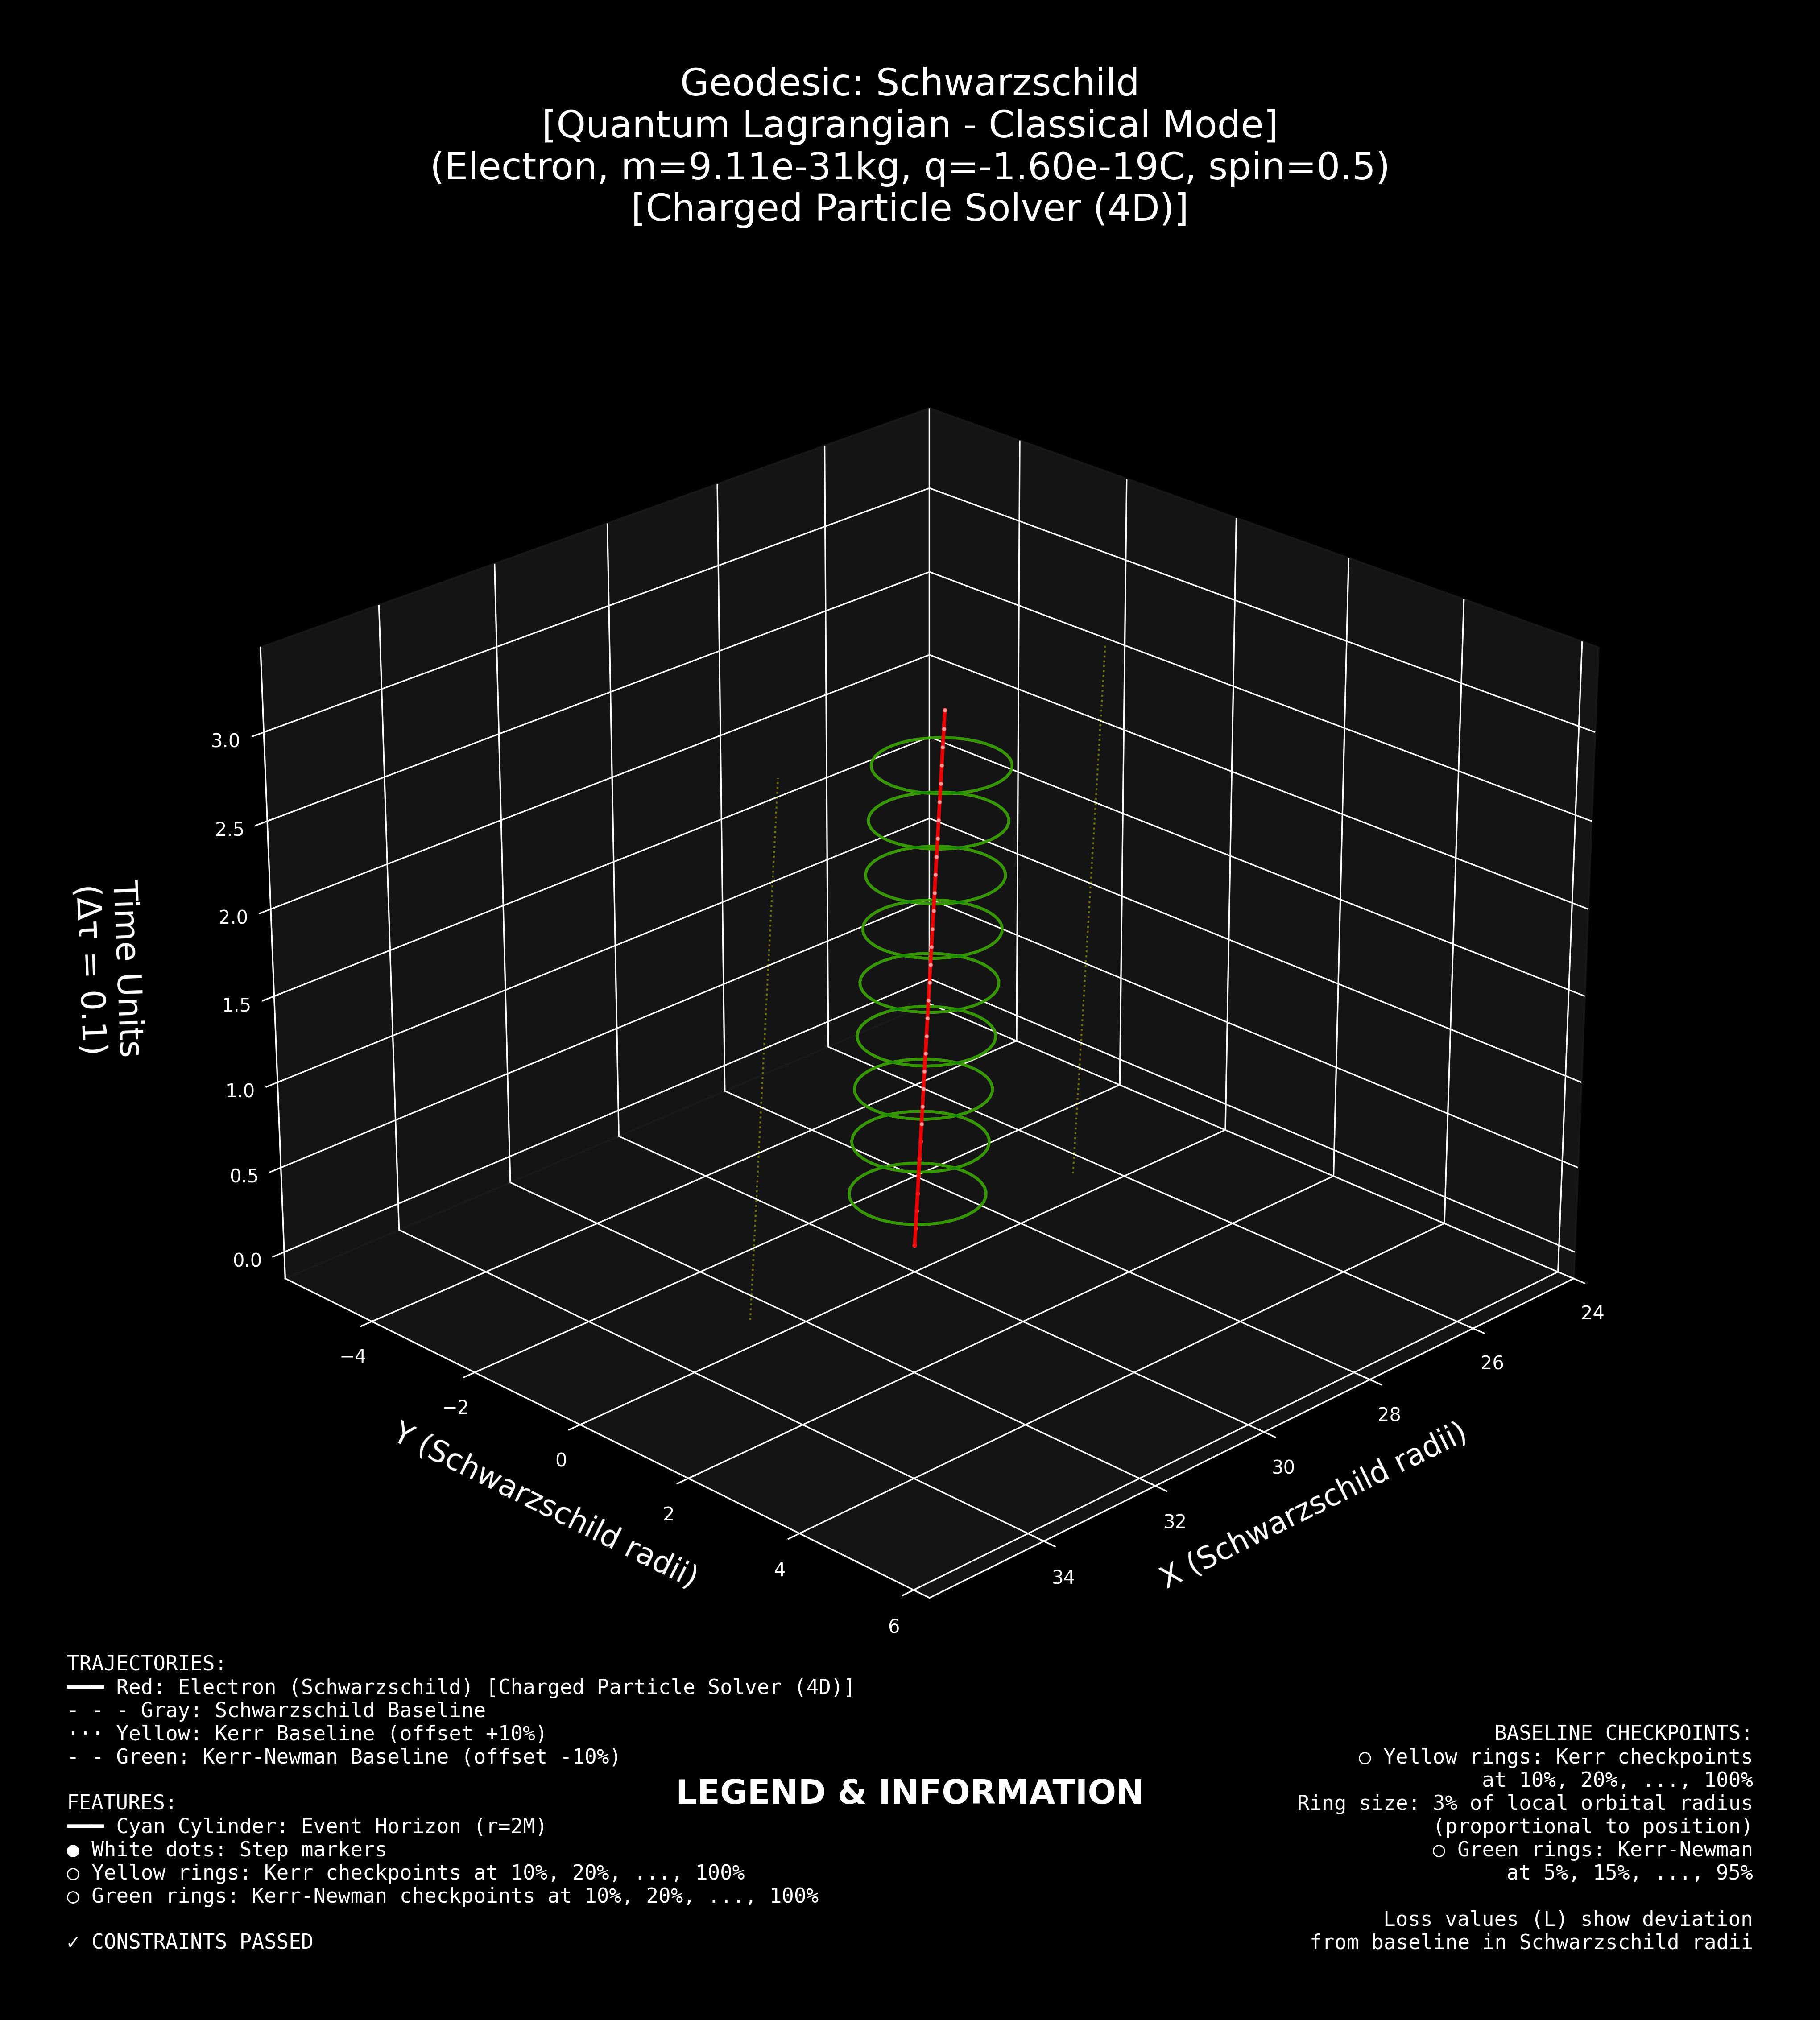 Geodesic: Schwarzschild
[Quantum Lagrangian - Classical Mode]
(Electron, m=9.11e-31kg, q=-1.60e-19C, spin=0.5)
[Charged Particle Solver (4D)]
3.0
2.5
2.0
1.5
1.0
0.5
0.0
Time Units
(Δτ = 0.1)
−4
−2
0
2
4
6
Y (Schwarzschild radii)
24
26
28
30
32
34
X (Schwarzschild radii)
TRAJECTORIES:
━━━ Red: Electron (Schwarzschild) [Charged Particle Solver (4D)]
- - - Gray: Schwarzschild Baseline
··· Yellow: Kerr Baseline (offset +10%)
- - Green: Kerr-Newman Baseline (offset -10%)
FEATURES:
━━━ Cyan Cylinder: Event Horizon (r=2M)
● White dots: Step markers
○ Yellow rings: Kerr checkpoints at 10%, 20%, ..., 100%
○ Green rings: Kerr-Newman checkpoints at 10%, 20%, ..., 100%
✓ CONSTRAINTS PASSED
LEGEND & INFORMATION
BASELINE CHECKPOINTS:
○ Yellow rings: Kerr checkpoints
at 10%, 20%, ..., 100%
Ring size: 3% of local orbital radius
(proportional to position)
○ Green rings: Kerr-Newman
at 5%, 15%, ..., 95%
Loss values (L) show deviation
from baseline in Schwarzschild radii